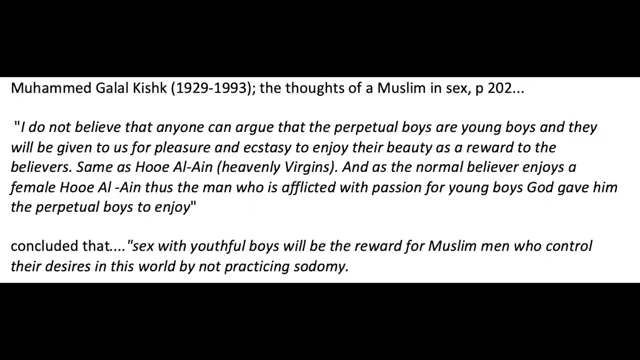 Muhammed Galal Kishk (1929-1993); the thoughts of a Muslim in sex, p 202...
"I do not believe that anyone can argue that the perpetual boys are young boys and they
will be given to us for pleasure and ecstasy to enjoy their beauty as a reward to the
believers. Same as Hooe Al-Ain (heavenly Virgins). And as the normal believer enjoys a
female Hooe Al -Ain thus the man who is afflicted with passion for young boys God gave him
the perpetual boys to enjoy"
concluded that...."sex with youthful boys will be the reward for Muslim men who control
their desires in this world by not practicing sodomy.